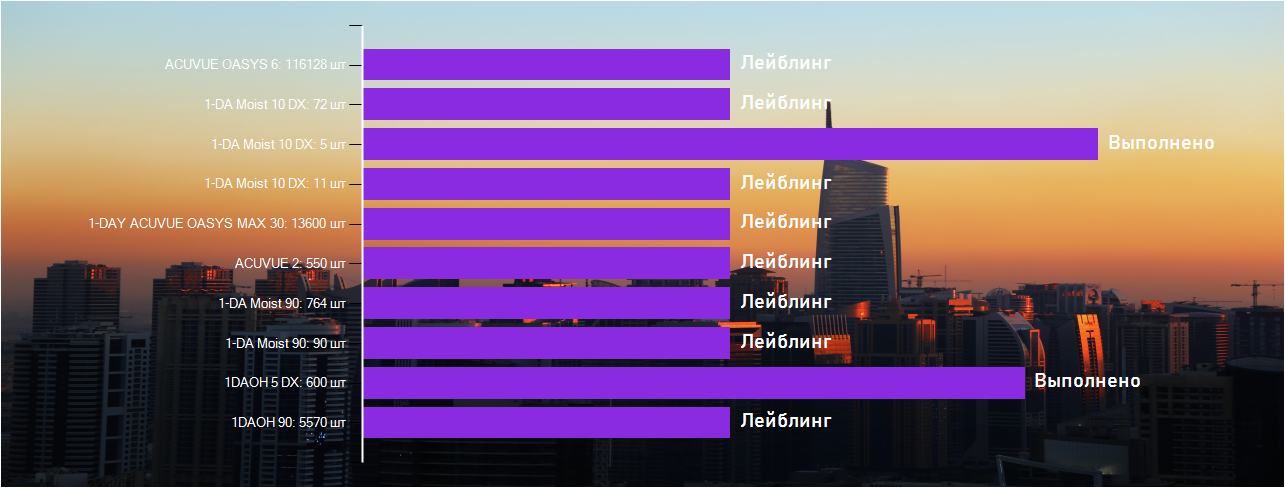 ACUVUE OASYS 6: 116128 шт Лейблинг
1-DA Moist 10 DX: 72 шт Лейблинг
1-DA Moist 10 DX: 5 шт Выполнено
1-DA Moist 10 DX: 11 шт Лейблинг
1-DAY ACUVUE OASYS MAX 30: 13600 шт Лейблинг
ACUVUE 2: 550 шт Лейблинг
1-DA Moist 90: 764 шт Лейблинг
1-DA Moist 90: 90 шт Лейблинг
1DAOH 5 DX: 600 шт Выполнено
1DAOH 90: 5570 шт Лейблинг